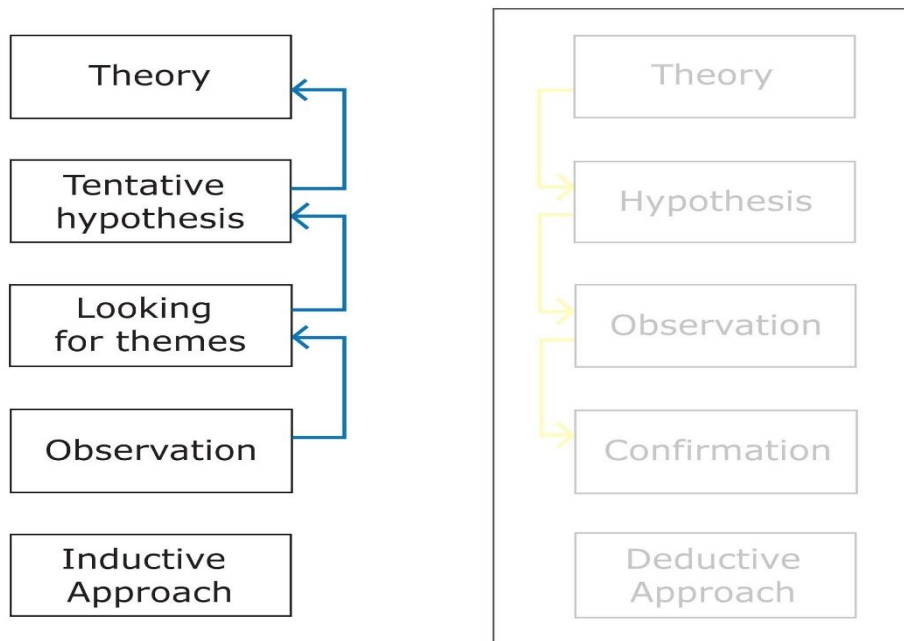 Theory
Tentative
hypothesis
Looking
for themes
Observation
Inductive
Approach
Theory
Hypothesis
Observation
Confirmation
Deductive
Approach